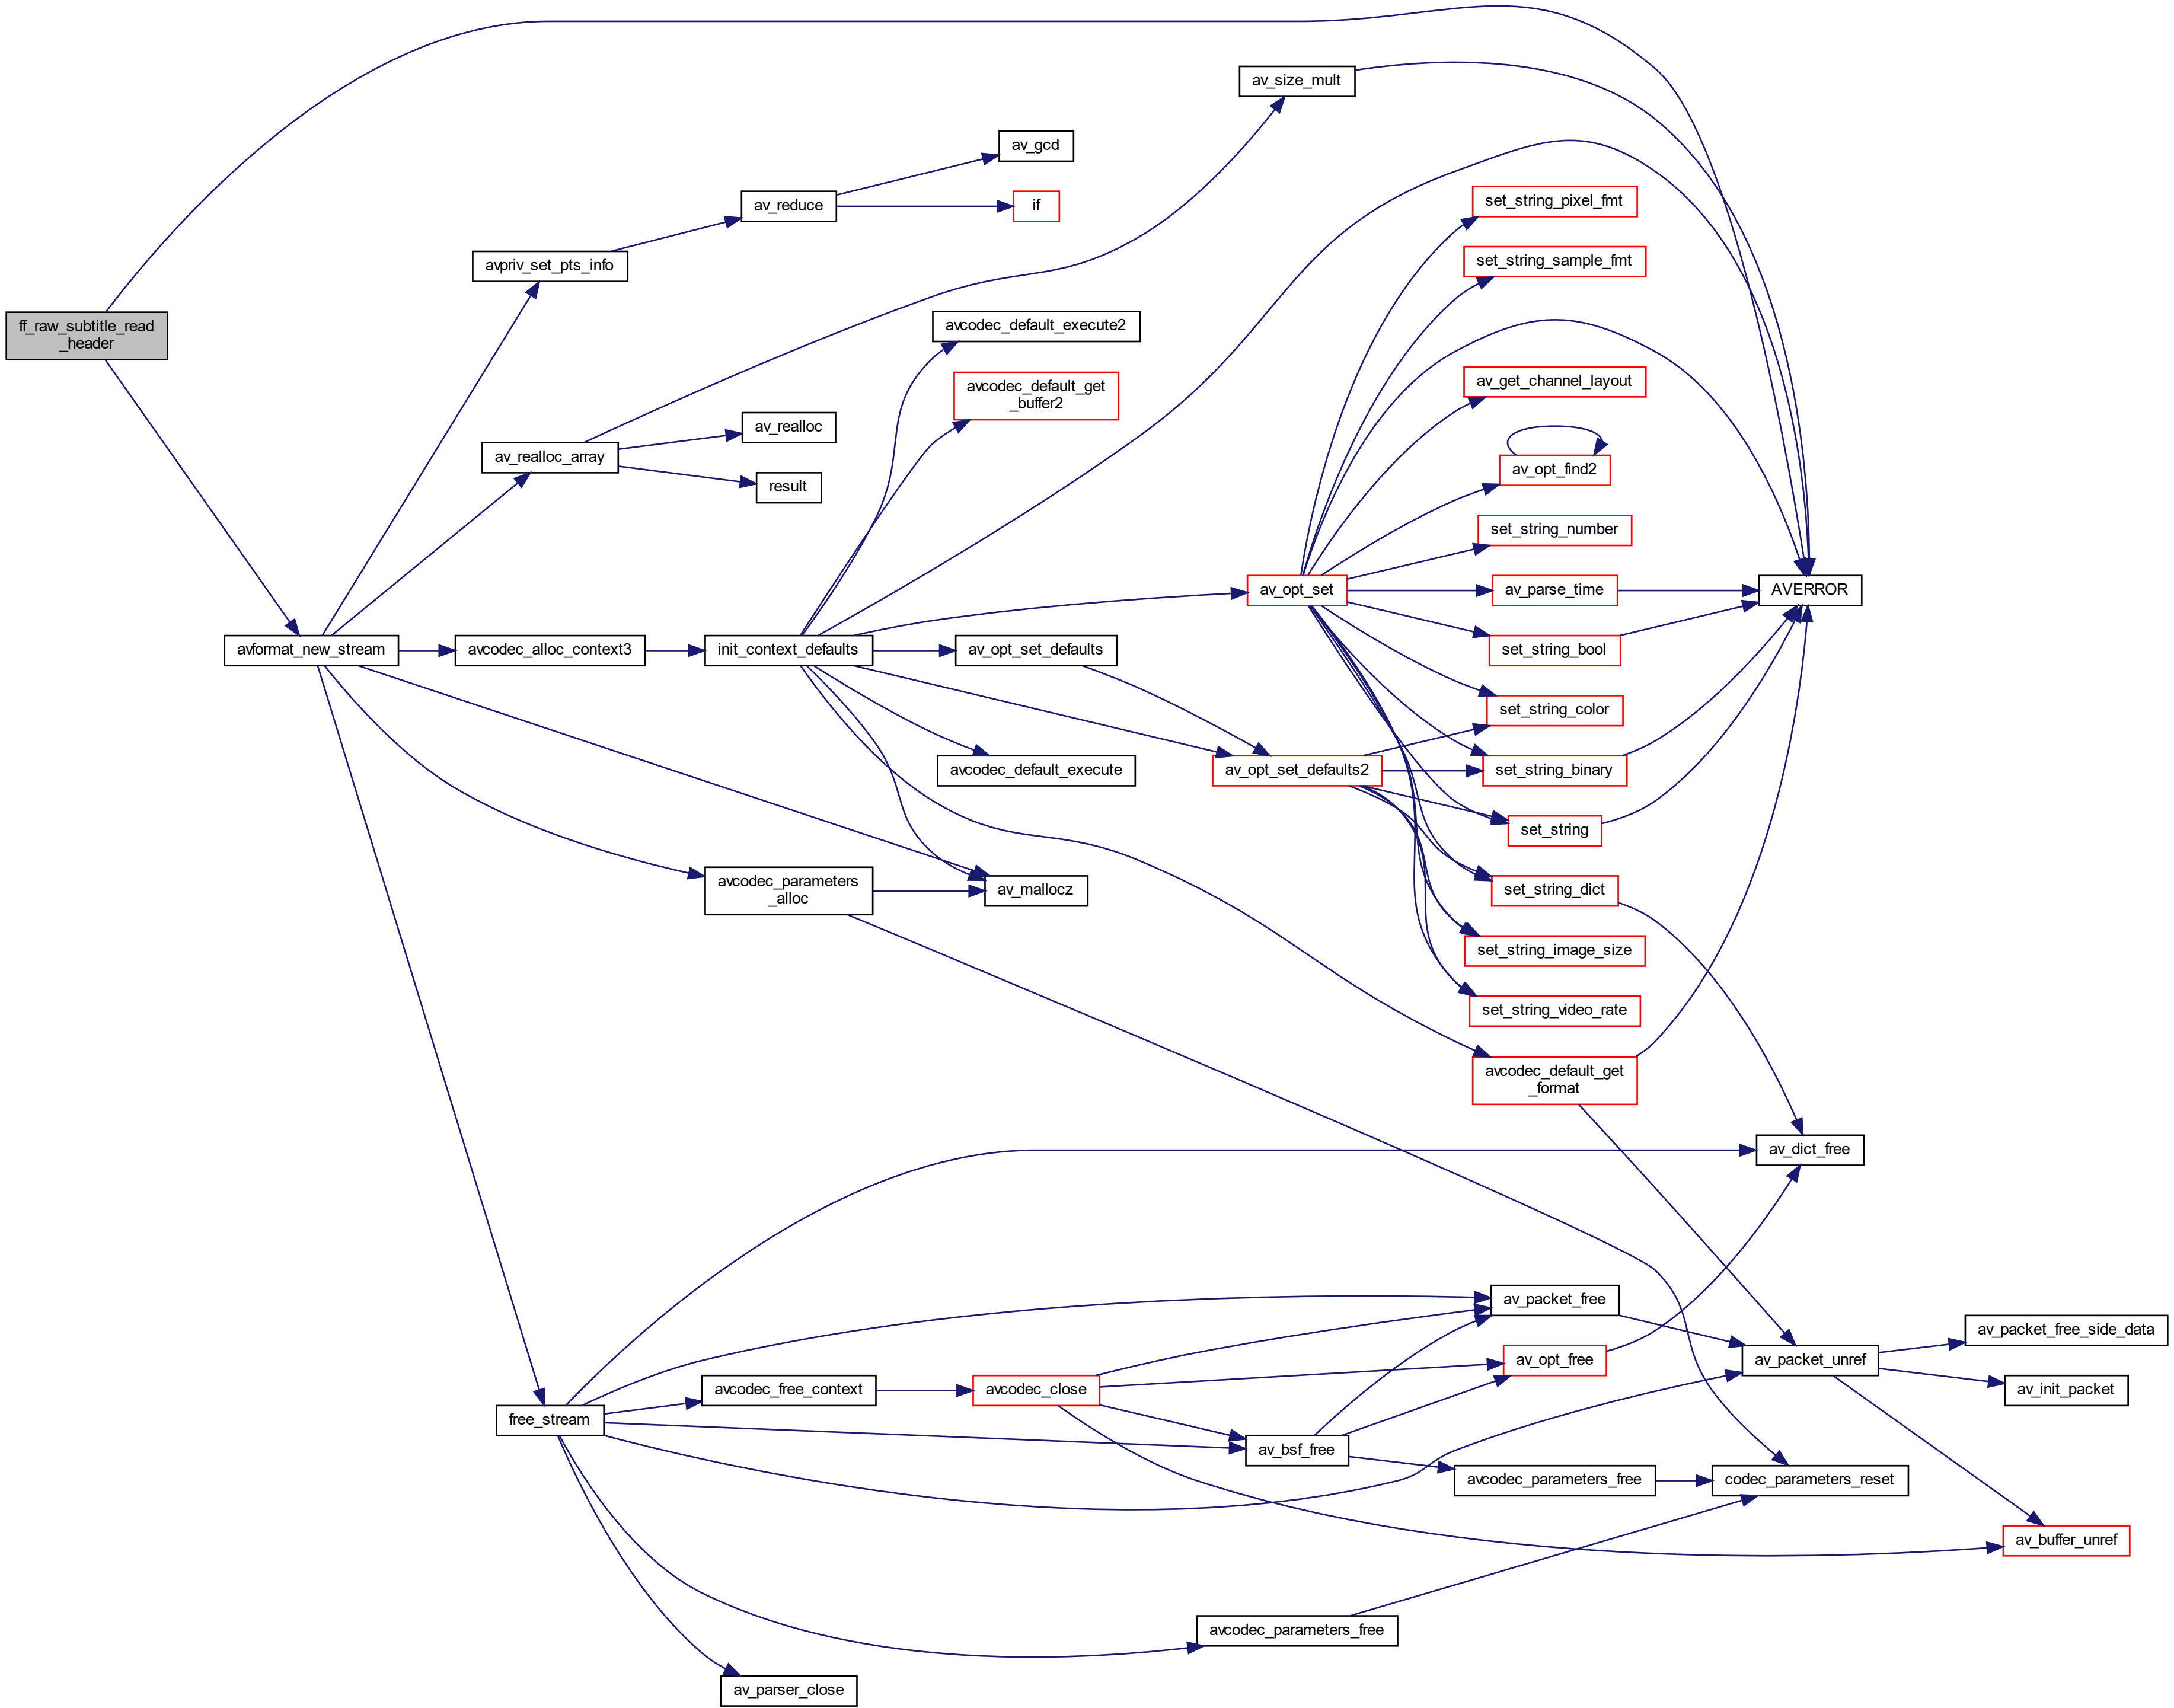 ff_raw_subtitle_read
_header
avformat_new_stream
avpriv_set_pts_info
av_realloc_array
avcodec_alloc_context3
avcodec_parameters
_alloc
free_stream
av_reduce
av_realloc
result
init_context_defaults
av_gcd
if
av_size_mult
avcodec_default_execute2
avcodec_default_get
_buffer2
av_opt_set_defaults
avcodec_default_execute
av_mallocz
av_opt_set
av_opt_set_defaults2
set_string_pixel_fmt
set_string_sample_fmt
av_get_channel_layout
av_opt_find2
set_string_number
av_parse_time
set_string_bool
set_string_color
set_string_binary
set_string
set_string_dict
set_string_image_size
set_string_video_rate
avcodec_default_get
_format
AVERROR
av_dict_free
avcodec_free_context
avcodec_close
av_bsf_free
av_packet_free
av_opt_free
avcodec_parameters_free
av_packet_unref
codec_parameters_reset
av_packet_free_side_data
av_init_packet
av_buffer_unref
avcodec_parameters_free
av_parser_close